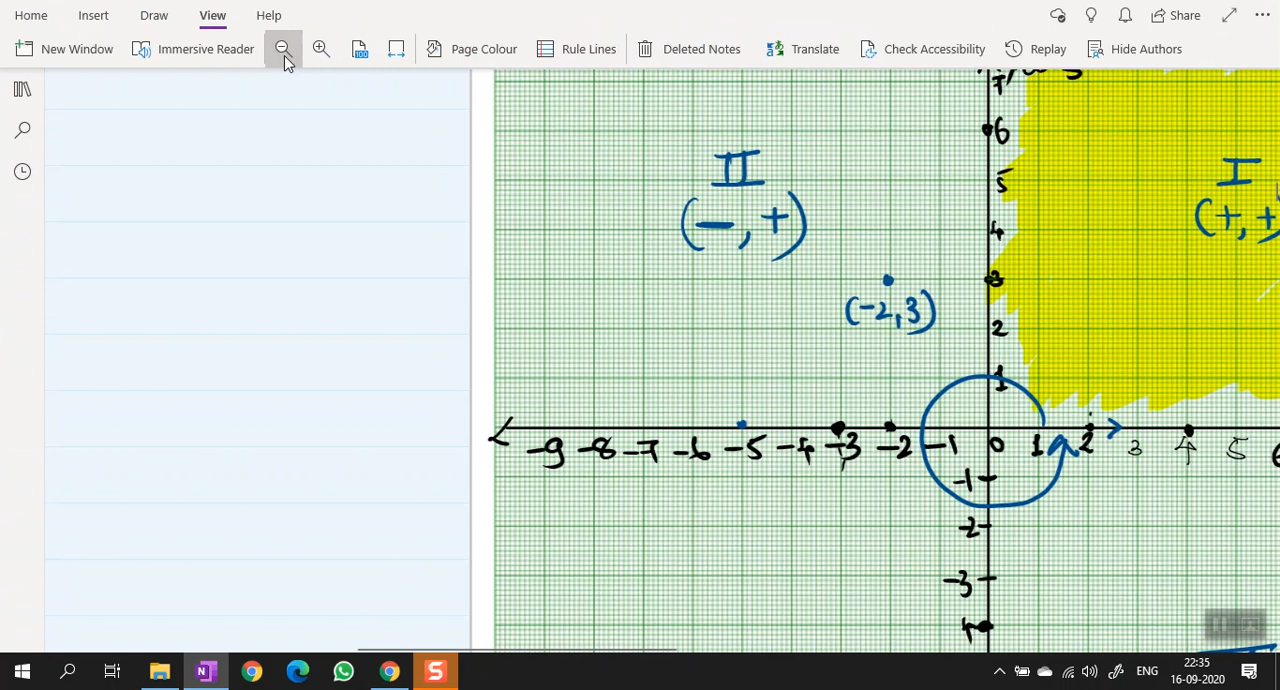 Home Insert Draw View Help Share
New Window Immersive Reader Page Colour Rule Lines Deleted Notes Translate Check Accessibility Replay Hide Authors
7
6
II
I
5
(-,+)
4
(+,+)
3
(-2,3)
2
1
-9 -8 -7 -6 -5 -4 -3 -2 -1 0 1 2 3 4 5
-1
-2
-3
ENG
22:35
16-09-2020